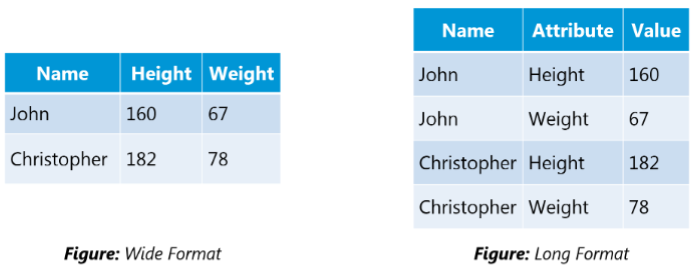 Name Height Weight
John 160 67
Christopher 182 78
Figure: Wide Format
Name Attribute Value
John Height 160
John Weight 67
Christopher Height 182
Christopher Weight 78
Figure: Long Format